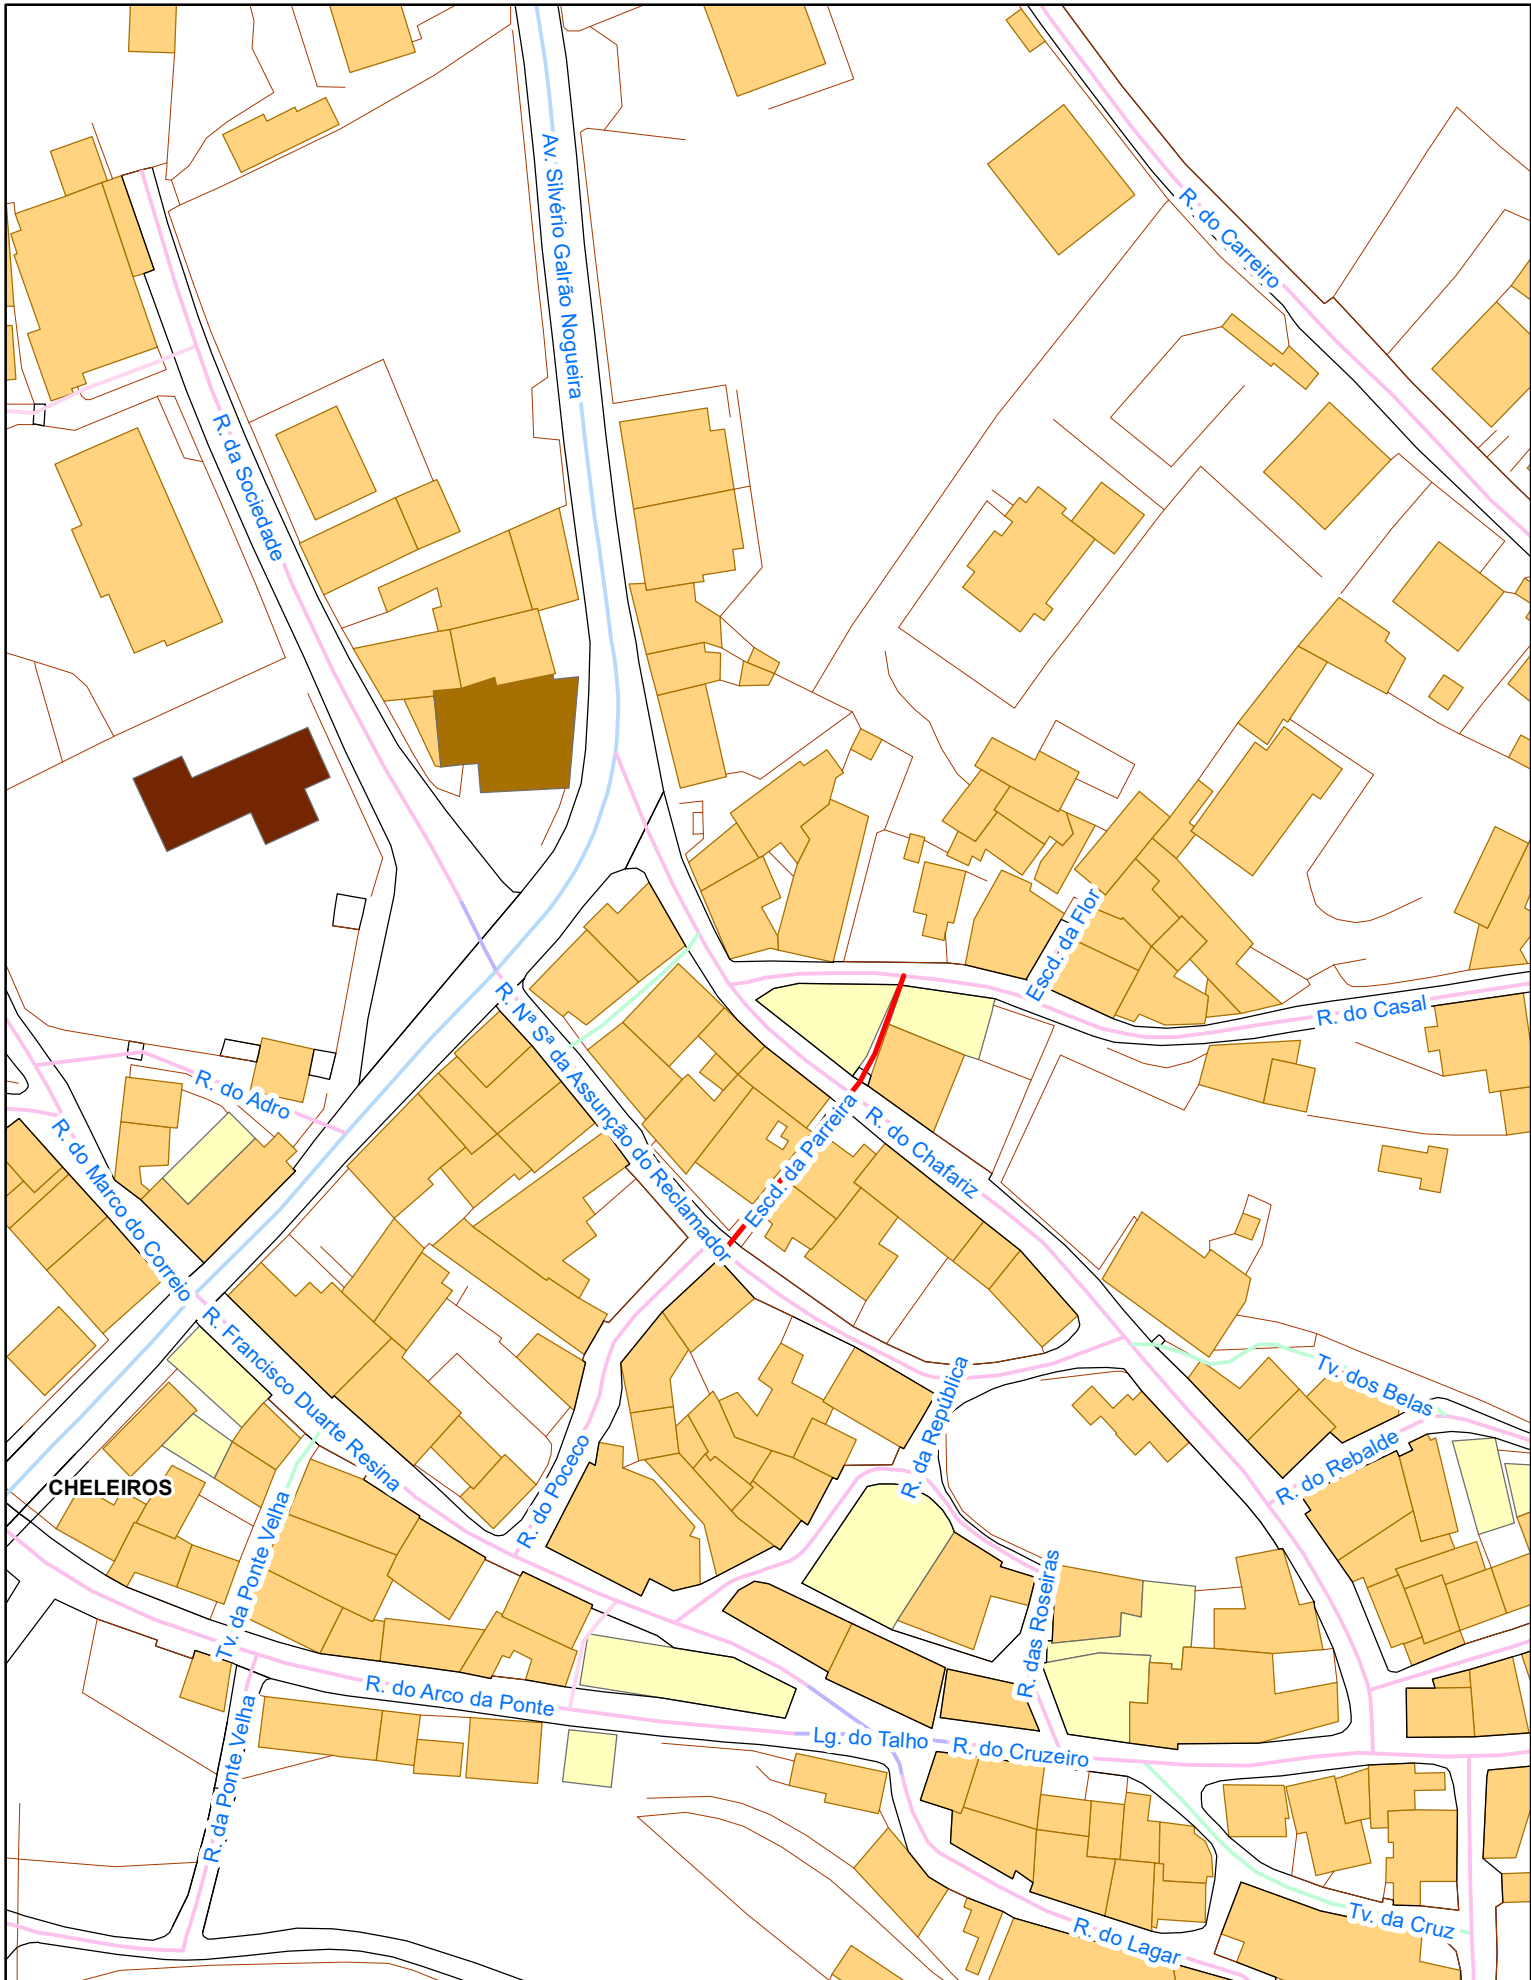 Av. Silvério Galrão Nogueira
R. do Carreiro
R. da Sociedade
Escd. da Flor
R. do Casal
R. Nª Sª da Assunção do Reclamador
R. do Adro
R. do Marco do Correio
Escd. da Parreira
R. do Chafariz
R. Francisco Duarte Resina
Tv. dos Belas
R. da República
R. do Rebalde
R. do Poceco
CHELEIROS
Tv. da Ponte Velha
R. das Roseiras
R. do Arco da Ponte
Lg. do Talho
R. do Cruzeiro
R. da Ponte Velha
Tv. da Cruz
R. do Lagar